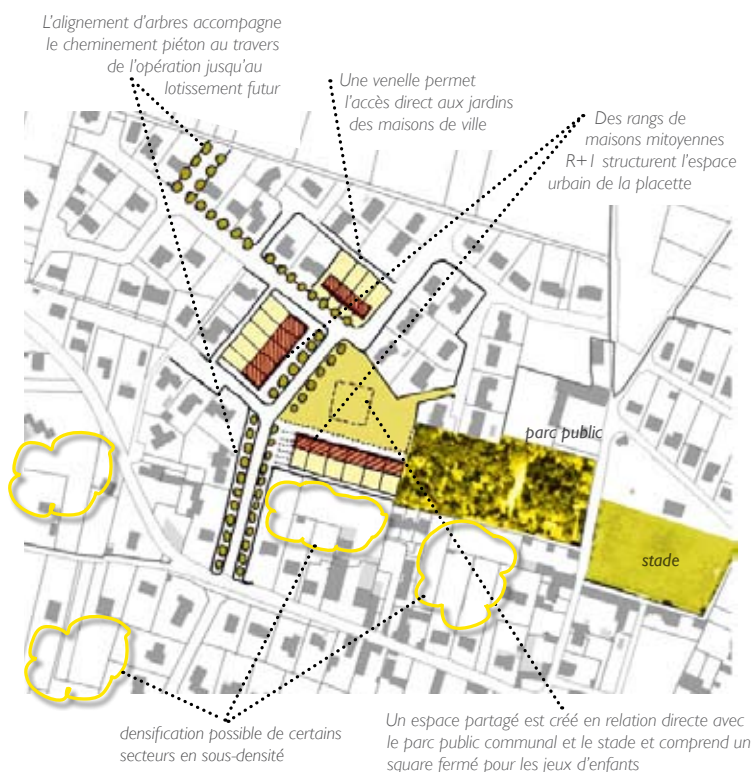 L'alignement d'arbres accompagne
le cheminement piéton au travers
de l'opération jusqu'au
lotissement futur
Une venelle permet
l'accès direct aux jardins
des maisons de ville
Des rangs de
maisons mitoyennes
R+1 structurent l'espace
urbain de la placette
parc public
stade
densification possible de certains
secteurs en sous-densité
Un espace partagé est créé en relation directe avec
le parc public communal et le stade et comprend un
square fermé pour les jeux d'enfants